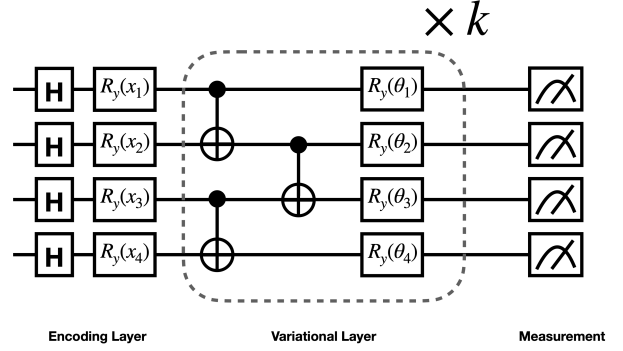 × k
H R_y(x_1) R_y(θ_1)
H R_y(x_2) R_y(θ_2)
H R_y(x_3) R_y(θ_3)
H R_y(x_4) R_y(θ_4)
Encoding Layer Variational Layer Measurement